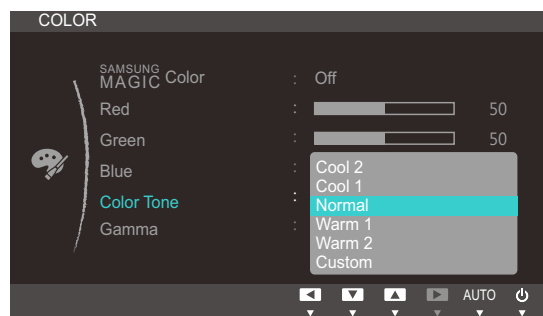 COLOR
SAMSUNG
MAGIC Color : Off
Red : 50
Green : 50
Blue :
Color Tone :
Gamma :
Cool 2
Cool 1
Normal
Warm 1
Warm 2
Custom
AUTO